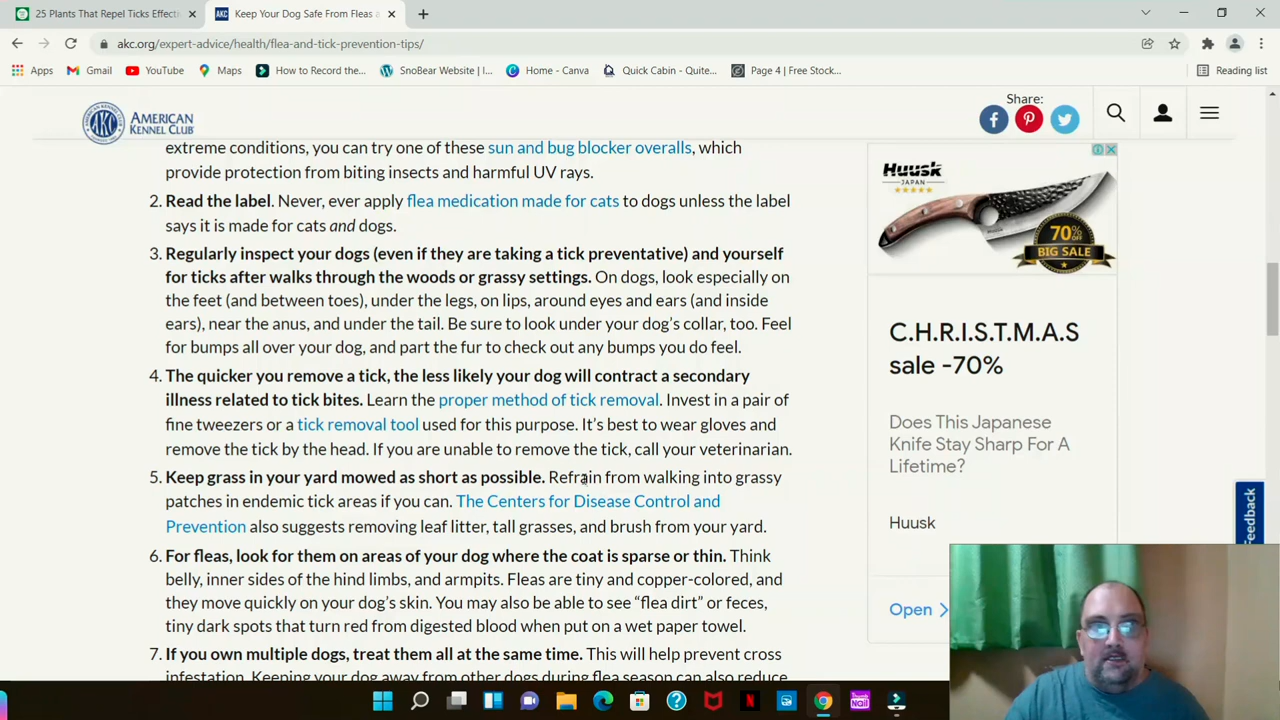 25 Plants That Repel Ticks Effecti
Keep Your Dog Safe From Fleas a
akc.org/expert-advice/health/flea-and-tick-prevention-tips/
Apps
Gmail
YouTube
Maps
How to Record the...
SnoBear Website | I...
Home - Canva
Quick Cabin - Quite...
Page 4 | Free Stock...
Reading list
AKC
AMERICAN
KENNEL CLUB
Share:
extreme conditions, you can try one of these sun and bug blocker overalls, which
provide protection from biting insects and harmful UV rays.
2. Read the label. Never, ever apply flea medication made for cats to dogs unless the label
says it is made for cats and dogs.
3. Regularly inspect your dogs (even if they are taking a tick preventative) and yourself
for ticks after walks through the woods or grassy settings. On dogs, look especially on
the feet (and between toes), under the legs, on lips, around eyes and ears (and inside
ears), near the anus, and under the tail. Be sure to look under your dog’s collar, too. Feel
for bumps all over your dog, and part the fur to check out any bumps you do feel.
4. The quicker you remove a tick, the less likely your dog will contract a secondary
illness related to tick bites. Learn the proper method of tick removal. Invest in a pair of
fine tweezers or a tick removal tool used for this purpose. It’s best to wear gloves and
remove the tick by the head. If you are unable to remove the tick, call your veterinarian.
5. Keep grass in your yard mowed as short as possible. Refrain from walking into grassy
patches in endemic tick areas if you can. The Centers for Disease Control and
Prevention also suggests removing leaf litter, tall grasses, and brush from your yard.
6. For fleas, look for them on areas of your dog where the coat is sparse or thin. Think
belly, inner sides of the hind limbs, and armpits. Fleas are tiny and copper-colored, and
they move quickly on your dog’s skin. You may also be able to see “flea dirt” or feces,
tiny dark spots that turn red from digested blood when put on a wet paper towel.
7. If you own multiple dogs, treat them all at the same time. This will help prevent cross
infestation. Keeping your dog away from other dogs during flea season can also reduce
Huusk
JAPAN
70%
OFF
BIG SALE
C.H.R.I.S.T.M.A.S
sale -70%
Does This Japanese
Knife Stay Sharp For A
Lifetime?
Huusk
Open
Feedback